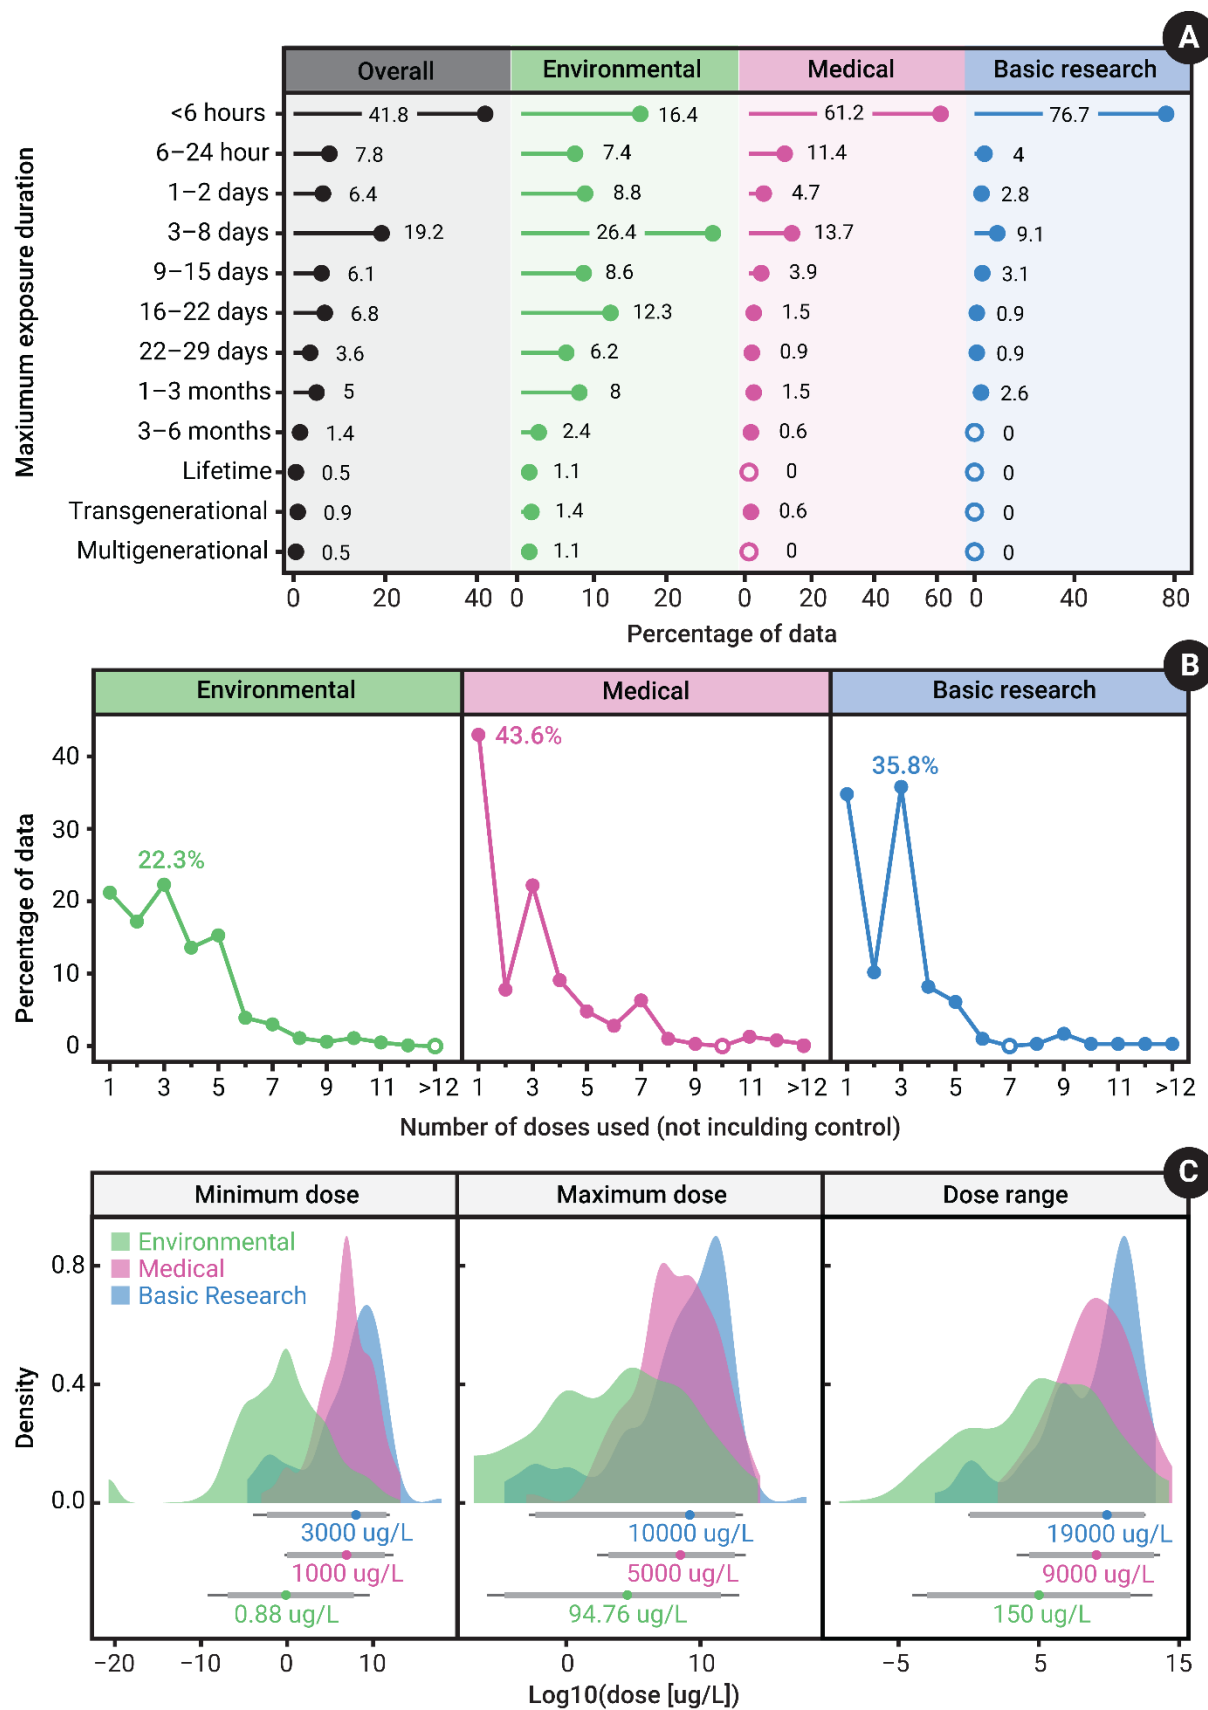 A
Overall Environmental Medical Basic research
Maxiumum exposure duration
<6 hours 41.8 16.4 61.2 76.7
6–24 hour 7.8 7.4 11.4 4
1–2 days 6.4 8.8 4.7 2.8
3–8 days 19.2 26.4 13.7 9.1
9–15 days 6.1 8.6 3.9 3.1
16–22 days 6.8 12.3 1.5 0.9
22–29 days 3.6 6.2 0.9 0.9
1–3 months 5 8 1.5 2.6
3–6 months 1.4 2.4 0.6 0
Lifetime 0.5 1.1 0 0
Transgenerational 0.9 1.4 0.6 0
Multigenerational 0.5 1.1 0 0
0 20 40 0 10 20 0 20 40 60 0 40 80
Percentage of data
B
Environmental Medical Basic research
Percentage of data
43.6%
40
35.8%
30
22.3%
20
10
0
1 3 5 7 9 11 >12 1 3 5 7 9 11 >12 1 3 5 7 9 11 >12
Number of doses used (not inculding control)
C
Minimum dose Maximum dose Dose range
Environmental
Medical
Basic Research
Density
0.8
0.4
0.0
3000 ug/L 10000 ug/L 19000 ug/L
1000 ug/L 5000 ug/L 9000 ug/L
0.88 ug/L 94.76 ug/L 150 ug/L
−20 −10 0 10 0 10 −5 5 15
Log10(dose [ug/L])